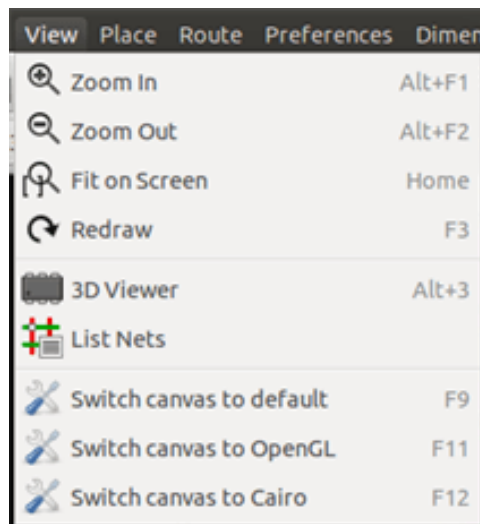 View Place Route Preferences Dimen
Zoom In Alt+F1
Zoom Out Alt+F2
Fit on Screen Home
Redraw F3
3D Viewer Alt+3
List Nets
Switch canvas to default F9
Switch canvas to OpenGL F11
Switch canvas to Cairo F12